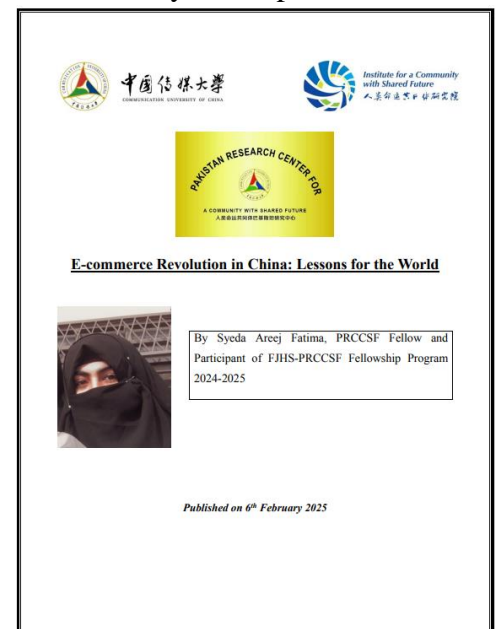 中国传媒大学
COMMUNICATION UNIVERSITY OF CHINA
Institute for a Community
with Shared Future
人类命运共同体研究院
PAKISTAN RESEARCH CENTER FOR
A COMMUNITY WITH SHARED FUTURE
E-commerce Revolution in China: Lessons for the World
By Syeda Areej Fatima, PRCCSF Fellow and
Participant of FJHS-PRCCSF Fellowship Program
2024-2025
Published on 6th February 2025